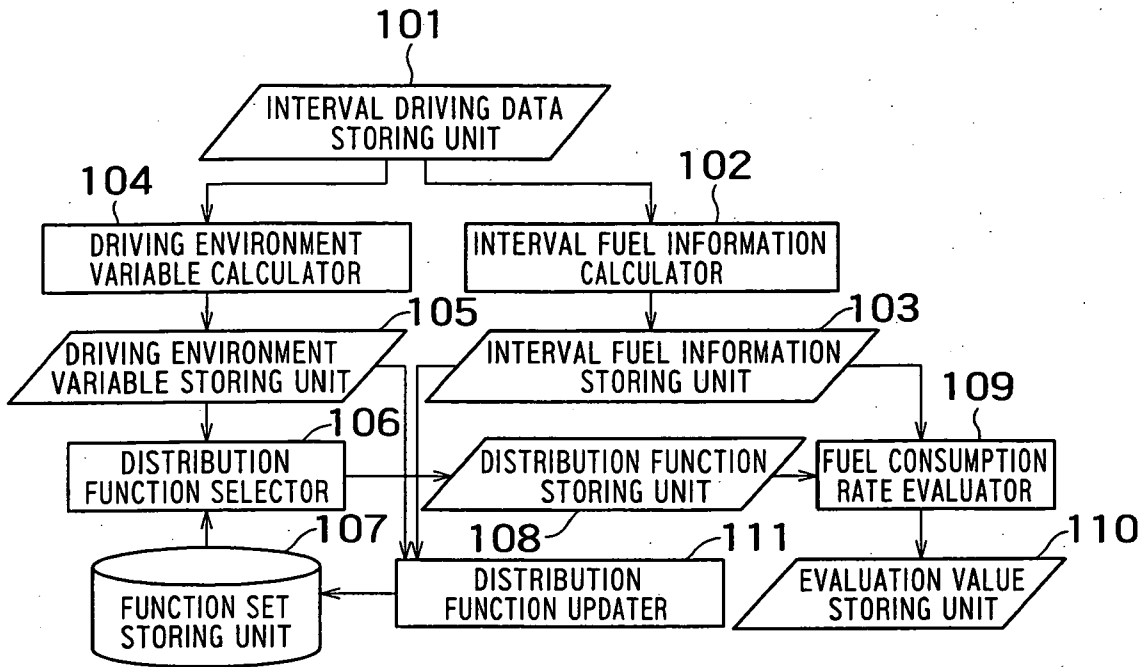 101
INTERVAL DRIVING DATA
STORING UNIT
104
102
DRIVING ENVIRONMENT
VARIABLE CALCULATOR
INTERVAL FUEL INFORMATION
CALCULATOR
105
103
DRIVING ENVIRONMENT
VARIABLE STORING UNIT
INTERVAL FUEL INFORMATION
STORING UNIT
106
109
DISTRIBUTION
FUNCTION SELECTOR
DISTRIBUTION FUNCTION
STORING UNIT
FUEL CONSUMPTION
RATE EVALUATOR
107
108
111
110
FUNCTION SET
STORING UNIT
DISTRIBUTION
FUNCTION UPDATER
EVALUATION VALUE
STORING UNIT